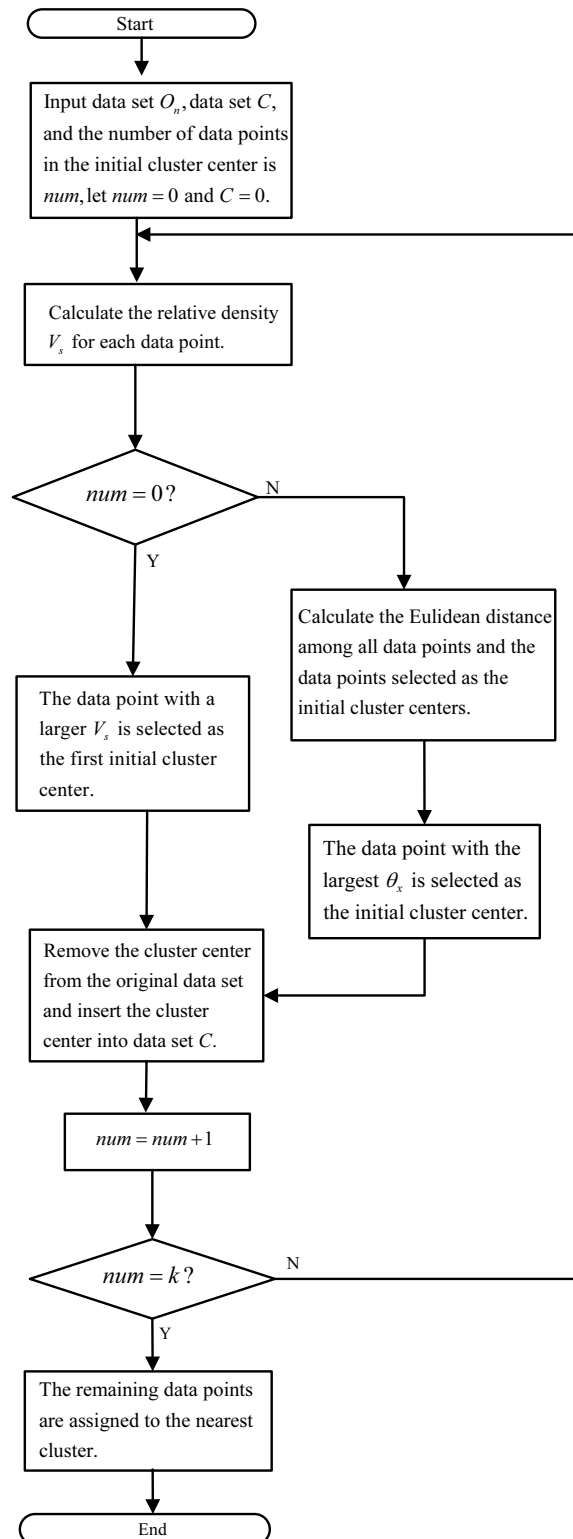 Start
Input data set Oₙ, data set C,
and the number of data points
in the initial cluster center is
num, let num = 0 and C = 0.
Calculate the relative density
Vₛ for each data point.
num = 0?
N
Y
Calculate the Eulidean distance
among all data points and the
data points selected as the
initial cluster centers.
The data point with a
larger Vₛ is selected as
the first initial cluster
center.
The data point with the
largest θₓ is selected as
the initial cluster center.
Remove the cluster center
from the original data set
and insert the cluster
center into data set C.
num = num+1
num = k?
N
Y
The remaining data points
are assigned to the nearest
cluster.
End